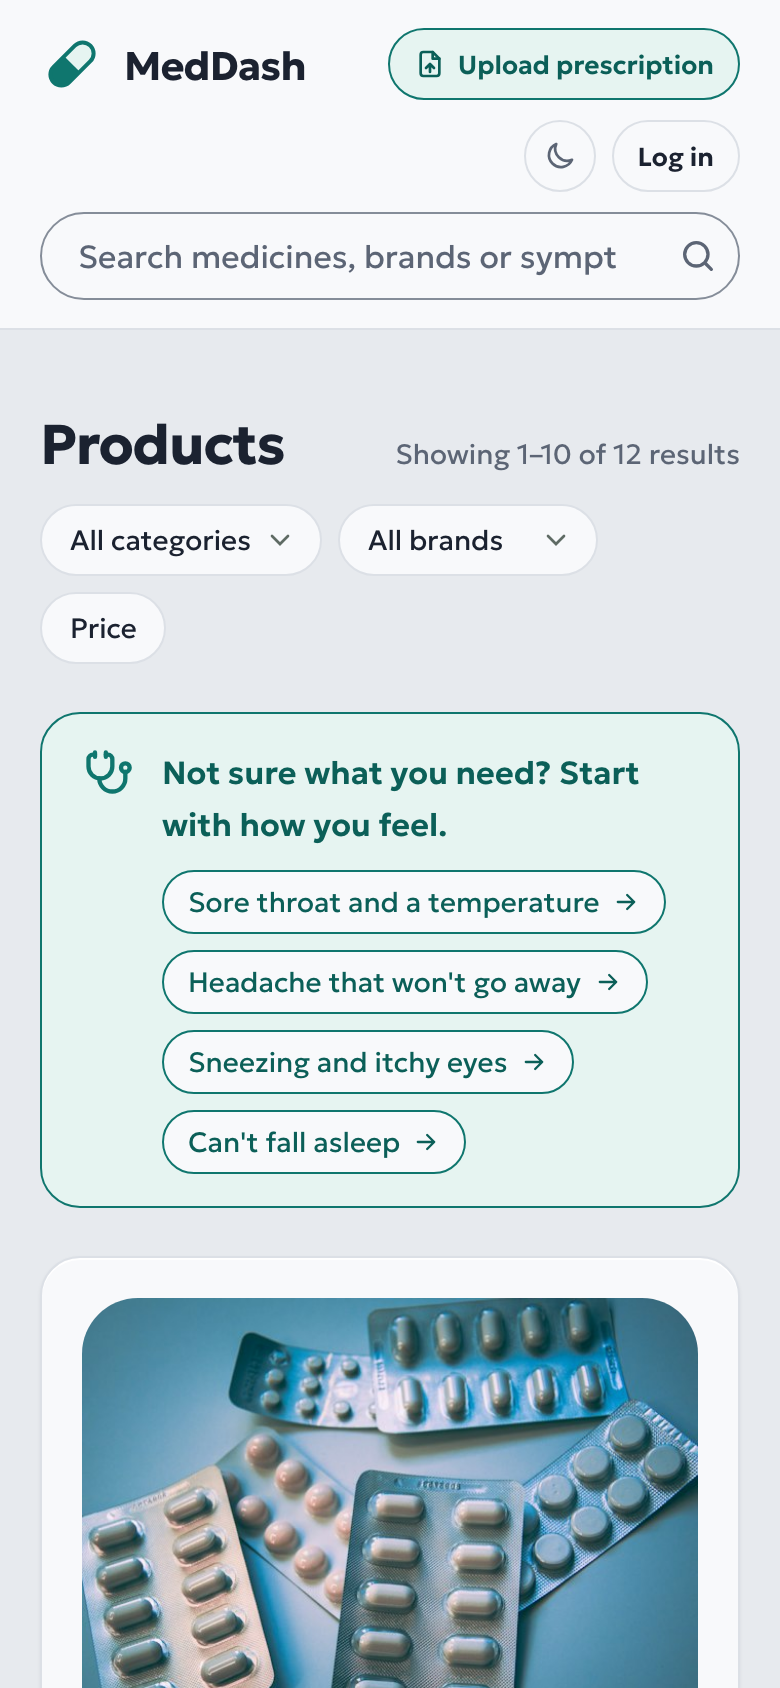 MedDash
Upload prescription
Log in
Search medicines, brands or sympt
Products
Showing 1–10 of 12 results
All categories
All brands
Price
Not sure what you need? Start
with how you feel.
Sore throat and a temperature →
Headache that won't go away →
Sneezing and itchy eyes →
Can't fall asleep →